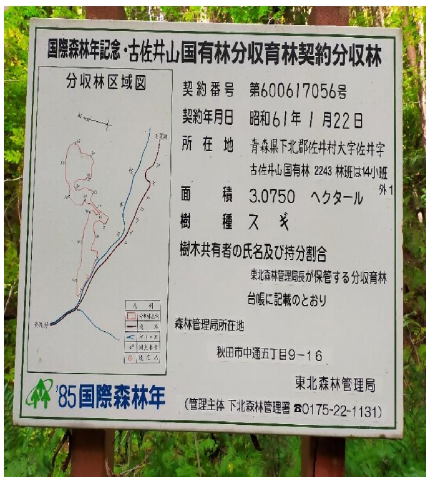 国際森林年記念・古佐井山国有林分収育林契約分収林
分収林区域図
契約番号 第600617056号
契約年月日 昭和61年1月22日
所在地 青森県下北郡佐井村大字佐井字
古佐井山国有林 2243 林班は14小班
外1
面積 3.0750 ヘクタール
樹種 スギ
樹木共有者の氏名及び持分割合
東北森林管理局長が保管する分収育林
台帳に記載のとおり
森林管理局所在地
秋田市中通五丁目9-16
東北森林管理局
(管理主体 下北森林管理署 ☎0175-22-1131)
'85国際森林年